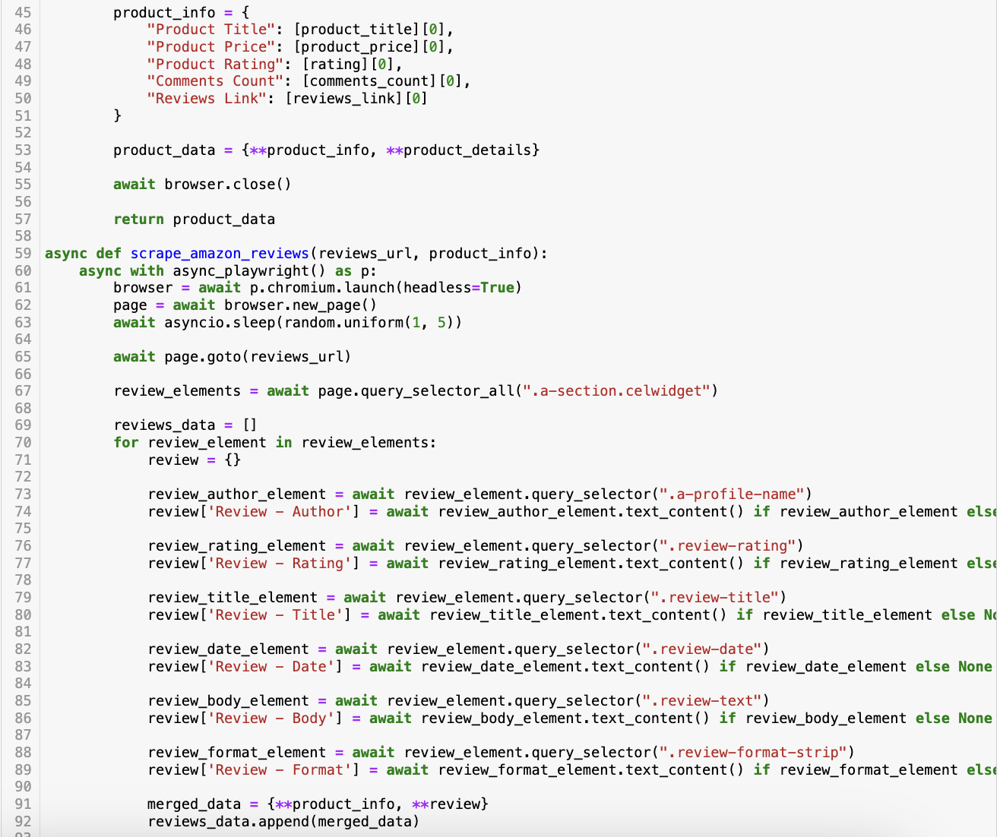 45 product_info = {
46 "Product Title": [product_title][0],
47 "Product Price": [product_price][0],
48 "Product Rating": [rating][0],
49 "Comments Count": [comments_count][0],
50 "Reviews Link": [reviews_link][0]
51 }
52
53 product_data = {**product_info, **product_details}
54
55 await browser.close()
56
57 return product_data
58
59 async def scrape_amazon_reviews(reviews_url, product_info):
60 async with async_playwright() as p:
61 browser = await p.chromium.launch(headless=True)
62 page = await browser.new_page()
63 await asyncio.sleep(random.uniform(1, 5))
64
65 await page.goto(reviews_url)
66
67 review_elements = await page.query_selector_all(".a-section.celwidget")
68
69 reviews_data = []
70 for review_element in review_elements:
71 review = {}
72
73 review_author_element = await review_element.query_selector(".a-profile-name")
74 review['Review - Author'] = await review_author_element.text_content() if review_author_element else
75
76 review_rating_element = await review_element.query_selector(".review-rating")
77 review['Review - Rating'] = await review_rating_element.text_content() if review_rating_element else
78
79 review_title_element = await review_element.query_selector(".review-title")
80 review['Review - Title'] = await review_title_element.text_content() if review_title_element else No
81
82 review_date_element = await review_element.query_selector(".review-date")
83 review['Review - Date'] = await review_date_element.text_content() if review_date_element else None
84
85 review_body_element = await review_element.query_selector(".review-text")
86 review['Review - Body'] = await review_body_element.text_content() if review_body_element else None
87
88 review_format_element = await review_element.query_selector(".review-format-strip")
89 review['Review - Format'] = await review_format_element.text_content() if review_format_element else
90
91 merged_data = {**product_info, **review}
92 reviews_data.append(merged_data)